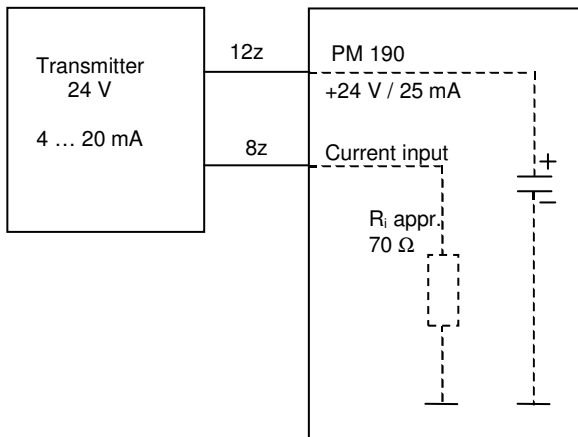 Transmitter
24 V
4 … 20 mA
12z
8z
PM 190
+24 V / 25 mA
Current input
Ri appr.
70 Ω
+
−